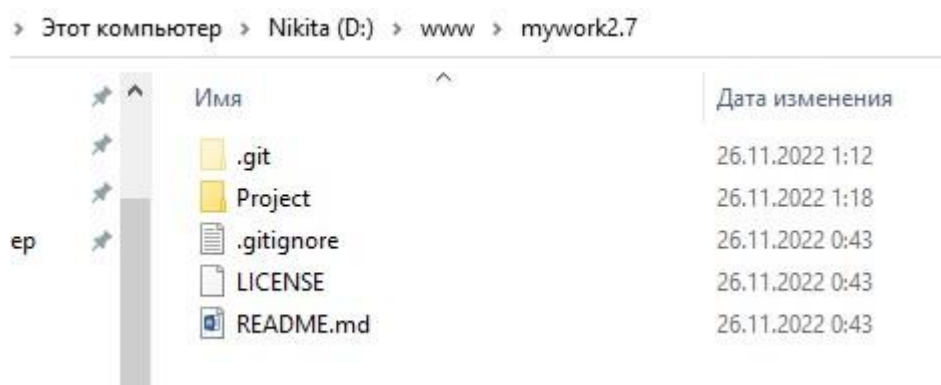 Этот компьютер > Nikita (D:) > www > mywork2.7
Имя Дата изменения
.git 26.11.2022 1:12
Project 26.11.2022 1:18
.gitignore 26.11.2022 0:43
ер
LICENSE 26.11.2022 0:43
README.md 26.11.2022 0:43